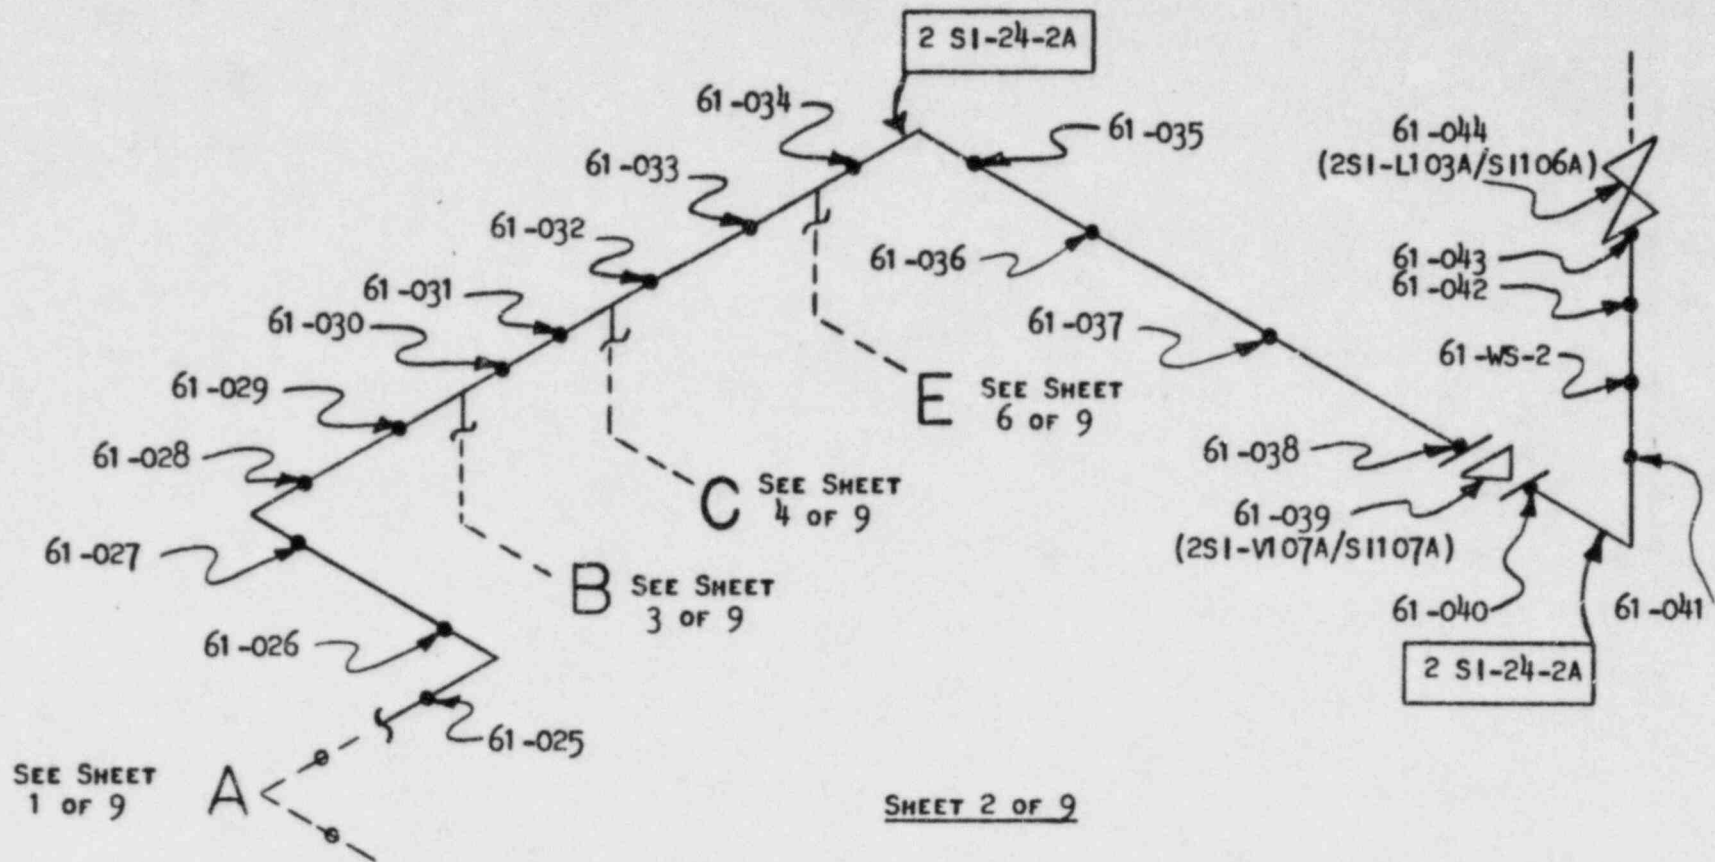 2 SI-24-2A
61-034
61-035
61-044
(2SI-L103A/SI106A)
61-033
61-032
61-036
61-043
61-042
61-031
61-030
61-037
61-WS-2
61-029
E SEE SHEET
6 OF 9
61-028
61-038
C SEE SHEET
4 OF 9
61-039
(2SI-V107A/SI107A)
61-027
B SEE SHEET
3 OF 9
61-040
61-041
61-026
2 SI-24-2A
61-025
SEE SHEET
1 OF 9
A
SHEET 2 OF 9